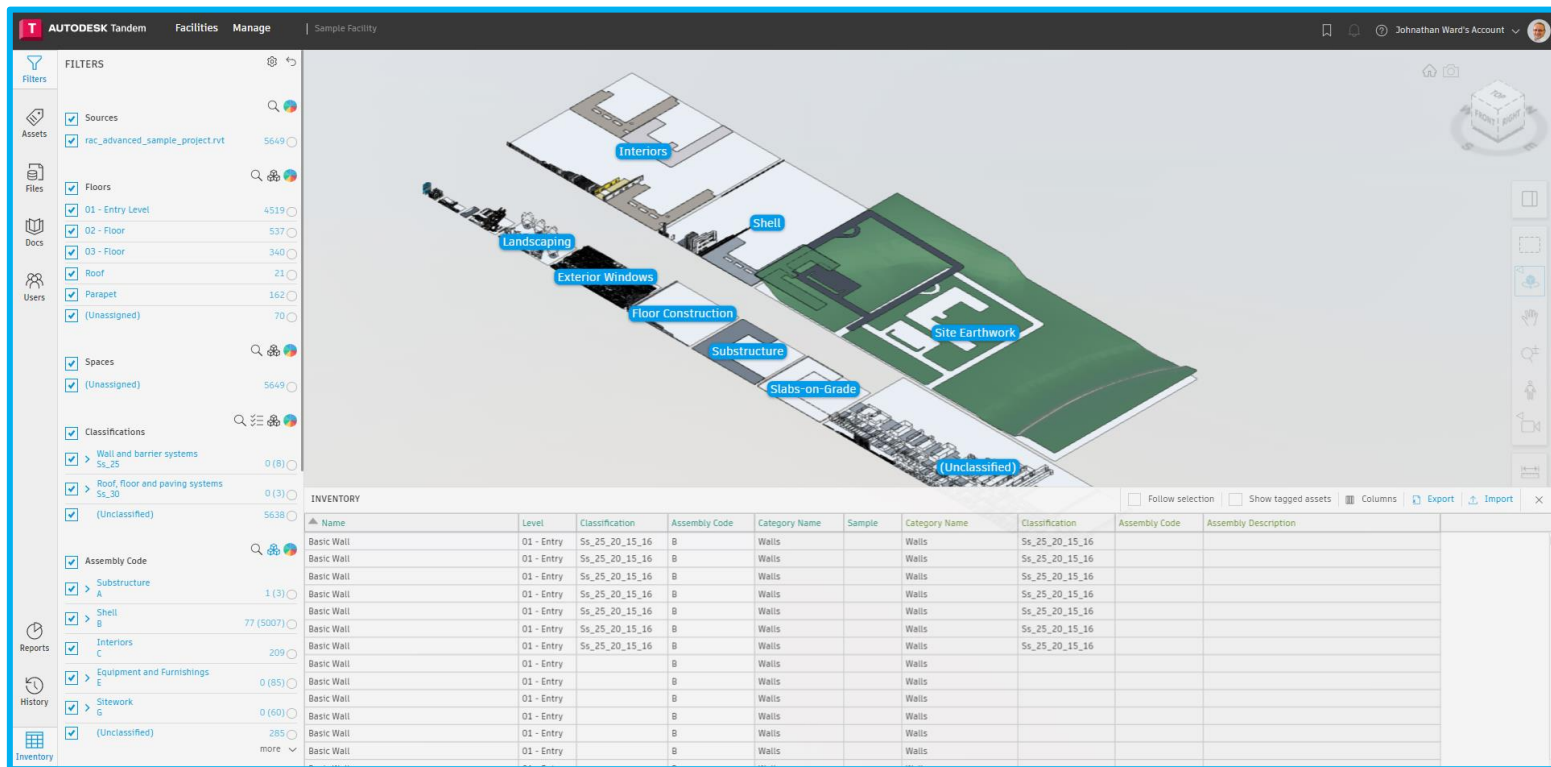 T AUTODESK Tandem Facilities Manage | Sample Facility Johnathan Ward's Account
Filters
Assets
Files
Docs
Users
Reports
History
Inventory
FILTERS
Sources
rac_advanced_sample_project.rvt 5649
Floors
01 - Entry Level 4519
02 - Floor 537
03 - Floor 340
Roof 21
Parapet 162
(Unassigned) 70
Spaces
(Unassigned) 5649
Classifications
Wall and barrier systems
Ss_25 0 (8)
Roof, floor and paving systems
Ss_30 0 (3)
(Unclassified) 5638
Assembly Code
Substructure
A 1 (3)
Shell
B 77 (5007)
Interiors
C 209
Equipment and Furnishings
E 0 (85)
Sitework
G 0 (60)
(Unclassified) 285
more
TOP
FRONT RIGHT
Interiors
Shell
Landscaping
Exterior Windows
Floor Construction
Site Earthwork
Substructure
Slabs-on-Grade
(Unclassified)
INVENTORY Follow selection Show tagged assets Columns Export Import
Name Level Classification Assembly Code Category Name Sample Category Name Classification Assembly Code Assembly Description
Basic Wall 01 - Entry Ss_25_20_15_16 B Walls Walls Ss_25_20_15_16
Basic Wall 01 - Entry Ss_25_20_15_16 B Walls Walls Ss_25_20_15_16
Basic Wall 01 - Entry Ss_25_20_15_16 B Walls Walls Ss_25_20_15_16
Basic Wall 01 - Entry Ss_25_20_15_16 B Walls Walls Ss_25_20_15_16
Basic Wall 01 - Entry Ss_25_20_15_16 B Walls Walls Ss_25_20_15_16
Basic Wall 01 - Entry Ss_25_20_15_16 B Walls Walls Ss_25_20_15_16
Basic Wall 01 - Entry Ss_25_20_15_16 B Walls Walls Ss_25_20_15_16
Basic Wall 01 - Entry B Walls Walls
Basic Wall 01 - Entry B Walls Walls
Basic Wall 01 - Entry B Walls Walls
Basic Wall 01 - Entry B Walls Walls
Basic Wall 01 - Entry B Walls Walls
Basic Wall 01 - Entry B Walls Walls